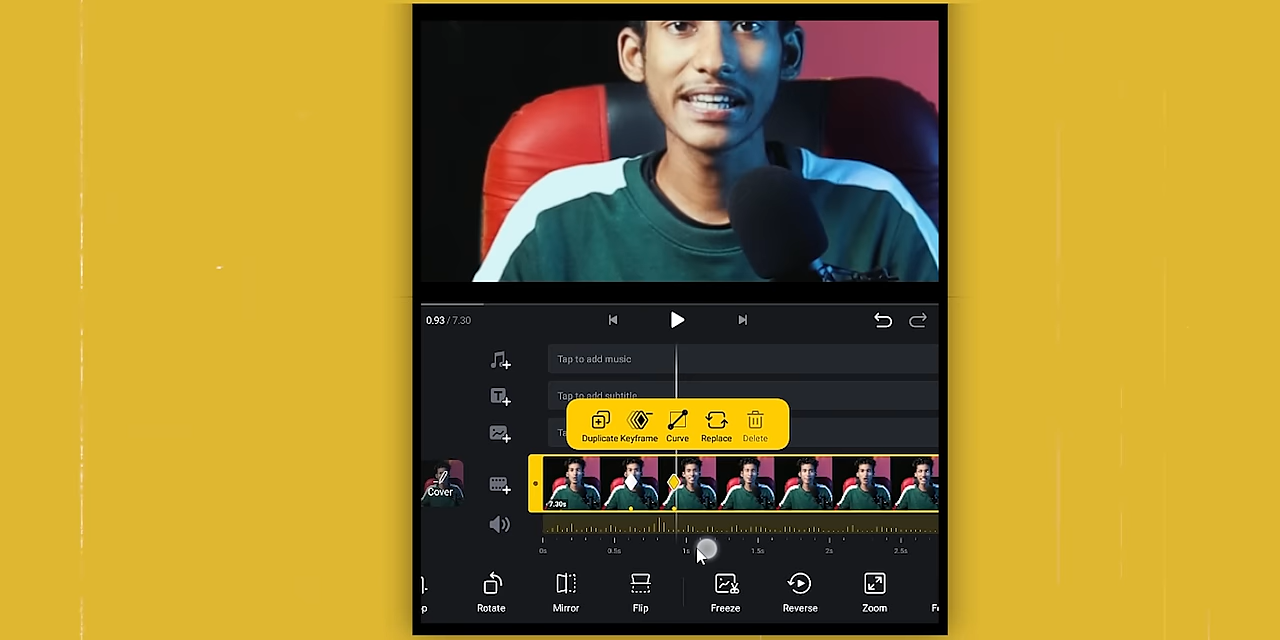 0.93 / 7.30
Tap to add music
Tap to add subtitle
Ta
Duplicate Keyframe Curve Replace Delete
Cover
7.30s
0s 0.5s 1s 1.5s 2s 2.5s
Rotate Mirror Flip Freeze Reverse Zoom